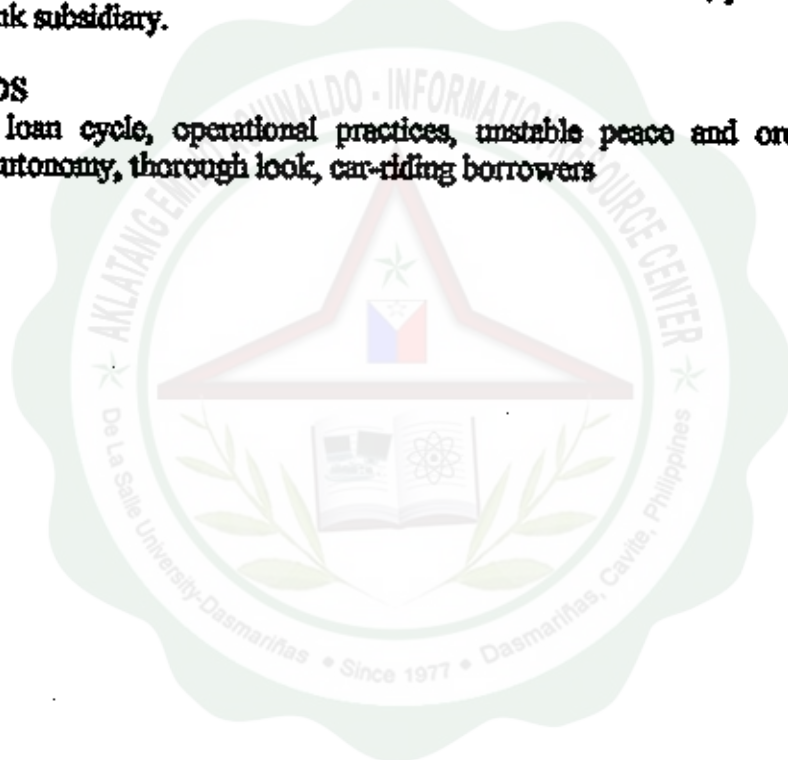 nk subsidiary.
DS
loan cycle, operational practices, unstable peace and or
utonomy, thorough look, car-riding borrowers
AKLATANG EMILIO AGUINALDO - INFORMATION RESOURCE CENTER
De La Salle University-Dasmariñas • Since 1977 • Dasmariñas, Cavite, Philippines